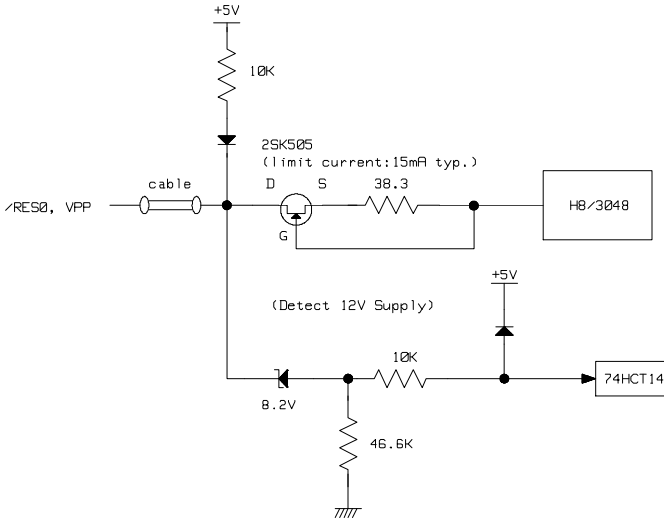 +5V
10K
2SK505
(limit current:15mA typ.)
cable
D
S
38.3
/RES0, VPP
H8/3048
G
+5V
(Detect 12V Supply)
10K
74HCT14
8.2V
46.6K